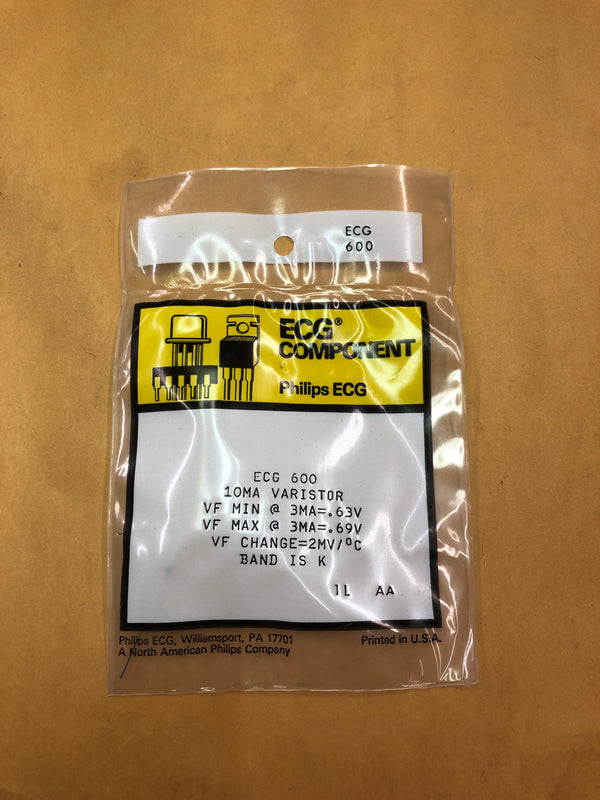 ECG
600
ECG®
COMPONENT
Philips ECG
ECG 600
10MA VARISTOR
VF MIN @ 3MA=.63V
VF MAX @ 3MA=.69V
VF CHANGE=2MV/ºC
BAND IS K
1L AA
Philips ECG, Williamsport, PA 17701
A North American Philips Company
Printed in U.S.A.